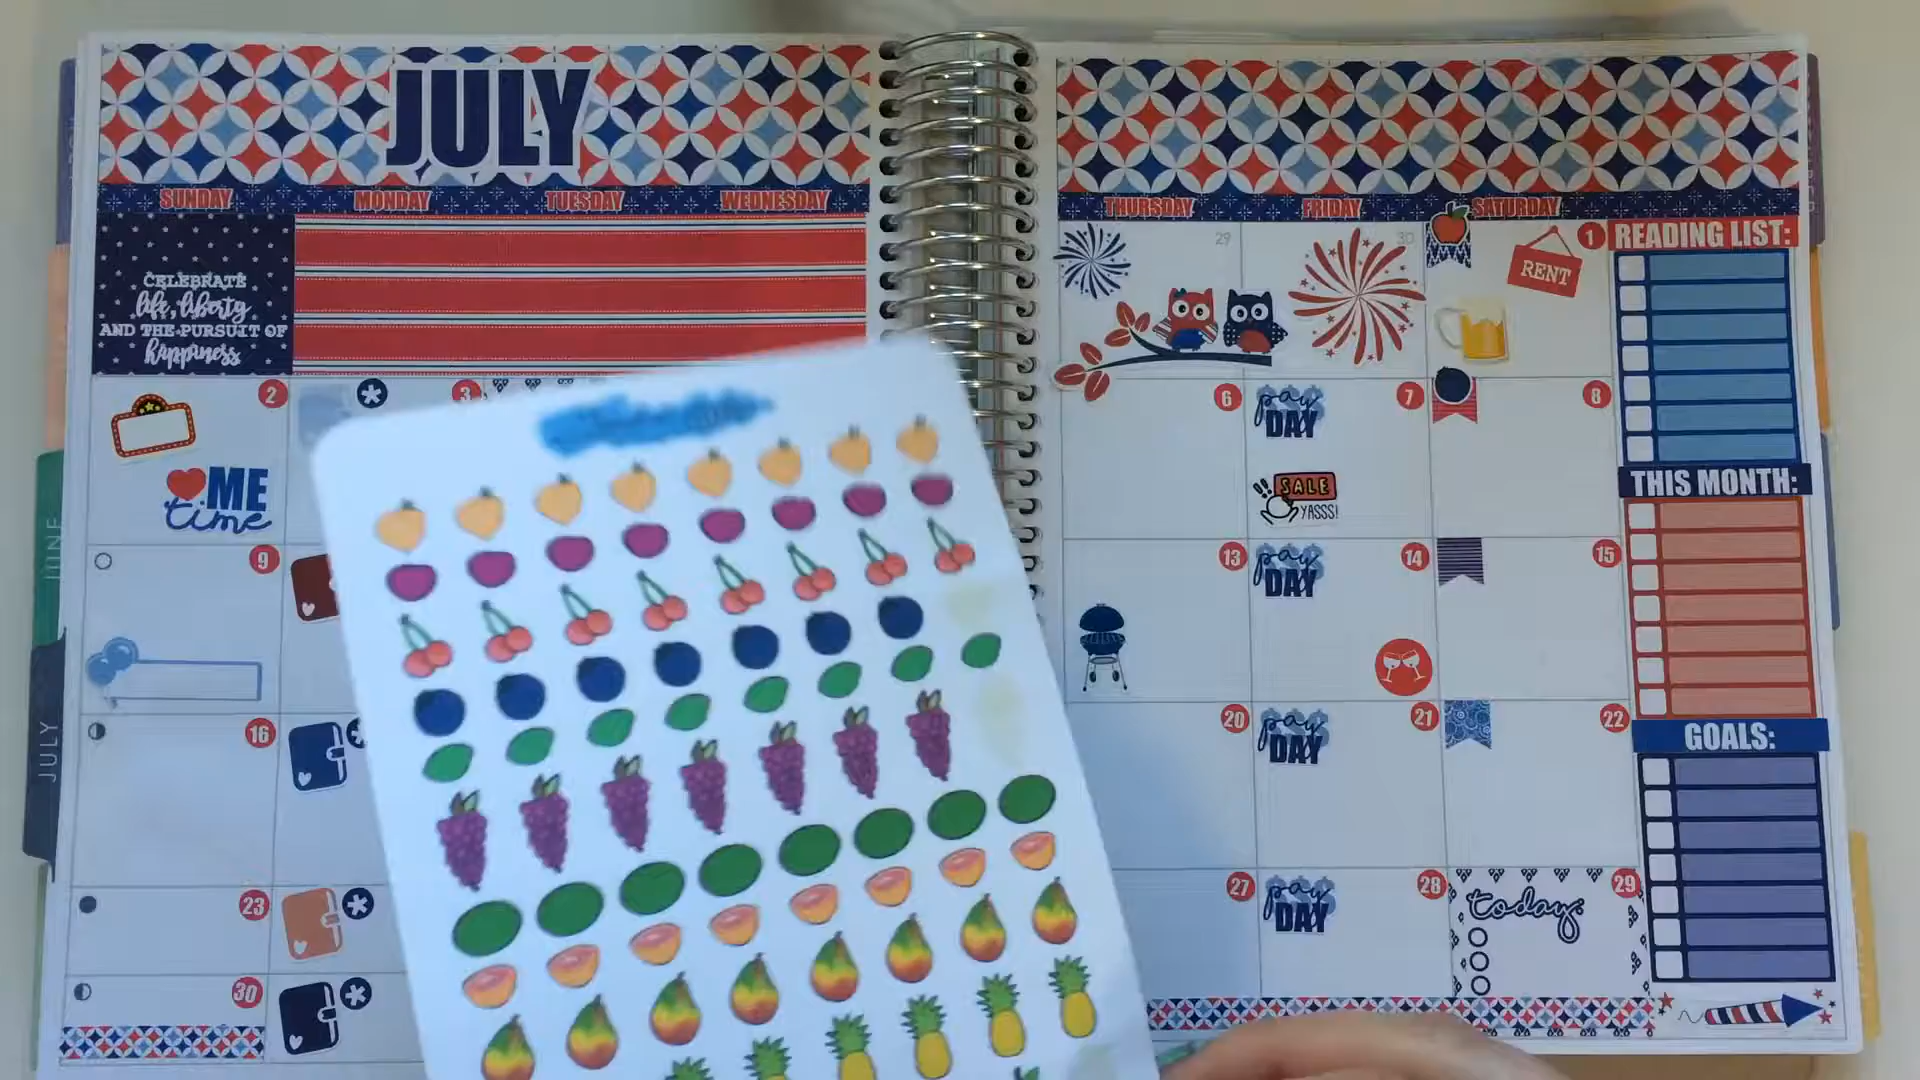 JULY
SUNDAY MONDAY TUESDAY WEDNESDAY THURSDAY FRIDAY SATURDAY
CELEBRATE
life, liberty
AND THE PURSUIT OF
happiness
29
30
1
RENT
READING LIST:
2
3
ME
time
6
pay
DAY
7
8
SALE
YASSS!
THIS MONTH:
9
13
pay
DAY
14
15
16
20
pay
DAY
21
22
GOALS:
23
27
pay
DAY
28
29
today
30
JUNE
JULY